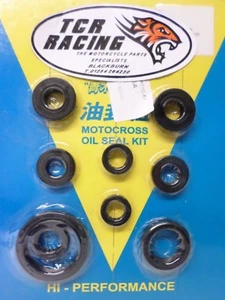 TCR
RACING
THE MOTORCYCLE PARTS
SPECIALISTS
BLACKBURN
油封
MOTOCROSS
OIL SEAL KIT
HI - PERFORMANCE